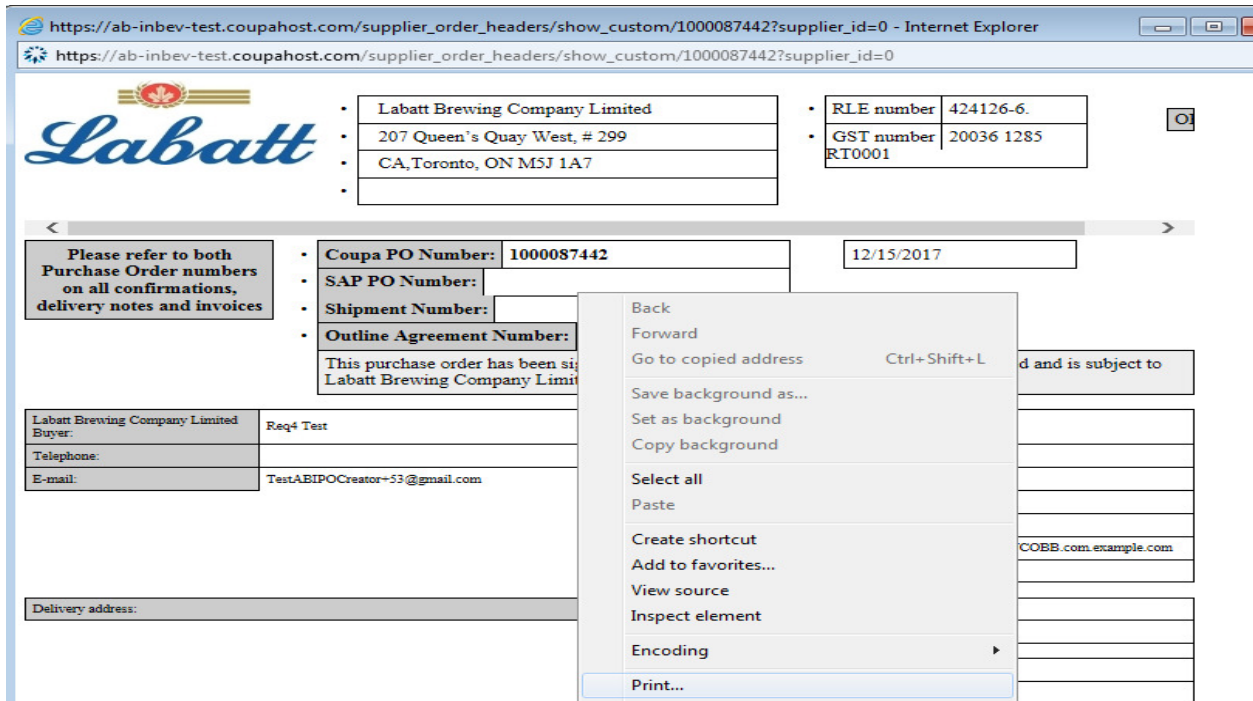 https://ab-inbev-test.coupahost.com/supplier_order_headers/show_custom/1000087442?supplier_id=0 - Internet Explorer
https://ab-inbev-test.coupahost.com/supplier_order_headers/show_custom/1000087442?supplier_id=0
Labatt
• Labatt Brewing Company Limited
• 207 Queen's Quay West, # 299
• CA,Toronto, ON M5J 1A7
•
• RLE number 424126-6.
• GST number 20036 1285
RT0001
Please refer to both
Purchase Order numbers
on all confirmations,
delivery notes and invoices
• Coupa PO Number: 1000087442
12/15/2017
• SAP PO Number:
• Shipment Number:
• Outline Agreement Number:
This purchase order has been si
d and is subject to
Labatt Brewing Company Limit
Labatt Brewing Company Limited
Buyer:
Req4 Test
Telephone:
E-mail:
TestABIPOCreator+53@gmail.com
COBB.com.example.com
Delivery address:
Back
Forward
Go to copied address Ctrl+Shift+L
Save background as...
Set as background
Copy background
Select all
Paste
Create shortcut
Add to favorites...
View source
Inspect element
Encoding
Print...